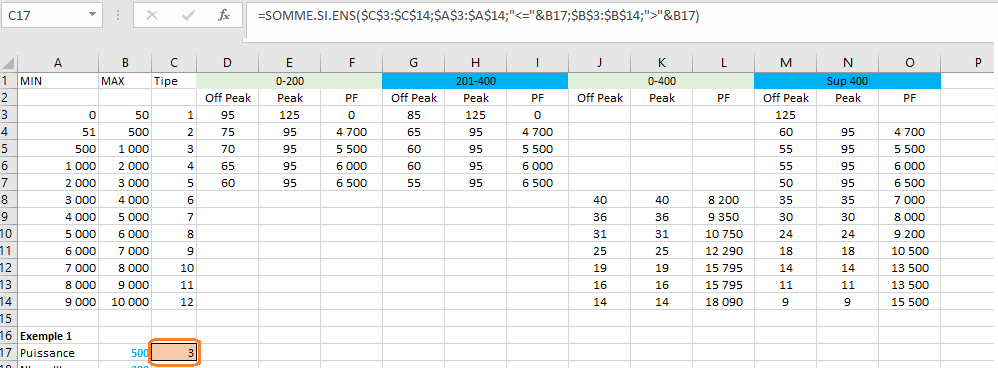 C17 =SOMME.SI.ENS($C$3:$C$14;$A$3:$A$14;"<="&B17;$B$3:$B$14;">"&B17)
A B C D E F G H I J K L M N O P
1 MIN MAX Tipe 0-200 201-400 0-400 Sup 400
2 Off Peak Peak PF Off Peak Peak PF Off Peak Peak PF Off Peak Peak PF
3 0 50 1 95 125 0 85 125 0 125
4 51 500 2 75 95 4 700 65 95 4 700 60 95 4 700
5 500 1 000 3 70 95 5 500 60 95 5 500 55 95 5 500
6 1 000 2 000 4 65 95 6 000 60 95 6 000 55 95 6 000
7 2 000 3 000 5 60 95 6 500 55 95 6 500 50 95 6 500
8 3 000 4 000 6 40 40 8 200 35 35 7 000
9 4 000 5 000 7 36 36 9 350 30 30 8 000
10 5 000 6 000 8 31 31 10 750 24 24 9 200
11 6 000 7 000 9 25 25 12 290 18 18 10 500
12 7 000 8 000 10 19 19 15 795 14 14 13 500
13 8 000 9 000 11 16 16 15 795 11 11 13 500
14 9 000 10 000 12 14 14 18 090 9 9 15 500
15
16 Exemple 1
17 Puissance 500 3